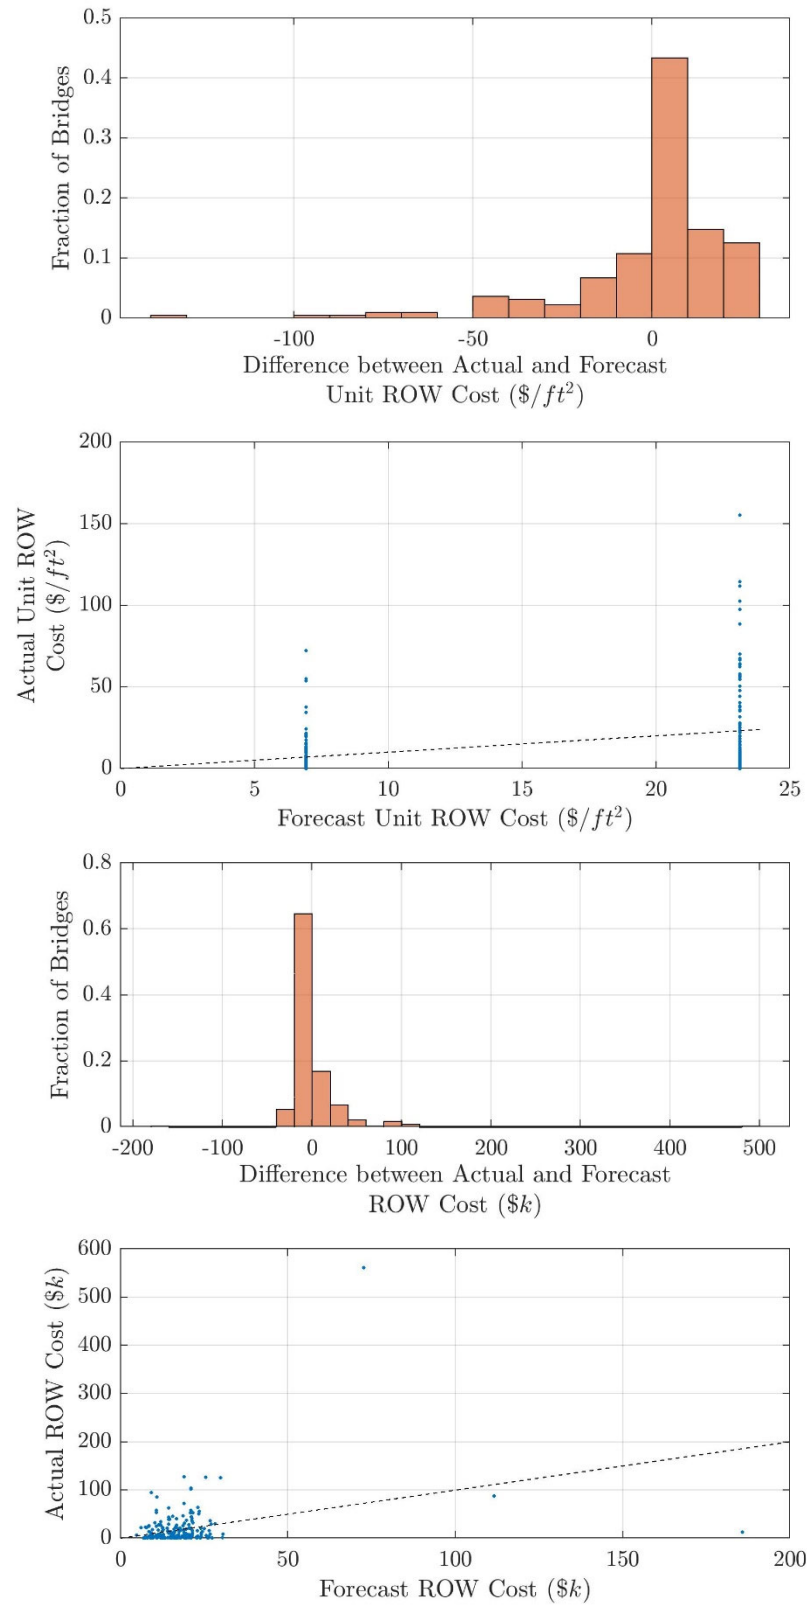 0.5
0.4
0.3
0.2
0.1
0
Fraction of Bridges
-100 -50 0
Difference between Actual and Forecast
Unit ROW Cost ($/ft²)
200
150
100
50
0
Actual Unit ROW
Cost ($/ft²)
0 5 10 15 20 25
Forecast Unit ROW Cost ($/ft²)
0.8
0.6
0.4
0.2
0
Fraction of Bridges
-200 -100 0 100 200 300 400 500
Difference between Actual and Forecast
ROW Cost ($k)
600
500
400
300
200
100
0
Actual ROW Cost ($k)
0 50 100 150 200
Forecast ROW Cost ($k)